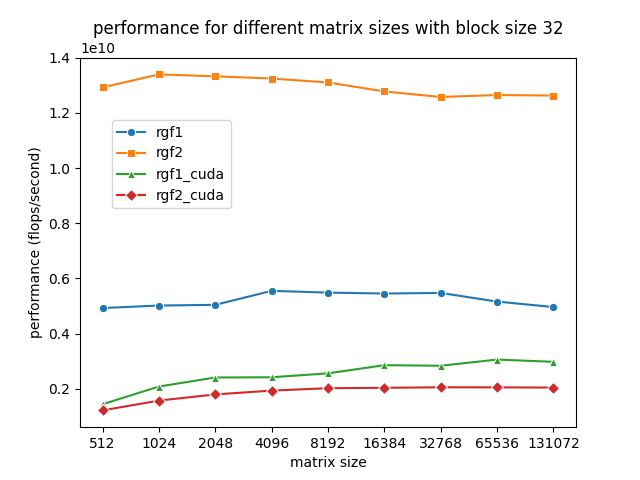 performance for different matrix sizes with block size 32
1e10
1.4
1.2
1.0
0.8
0.6
0.4
0.2
performance (flops/second)
rgf1
rgf2
rgf1_cuda
rgf2_cuda
512 1024 2048 4096 8192 16384 32768 65536 131072
matrix size